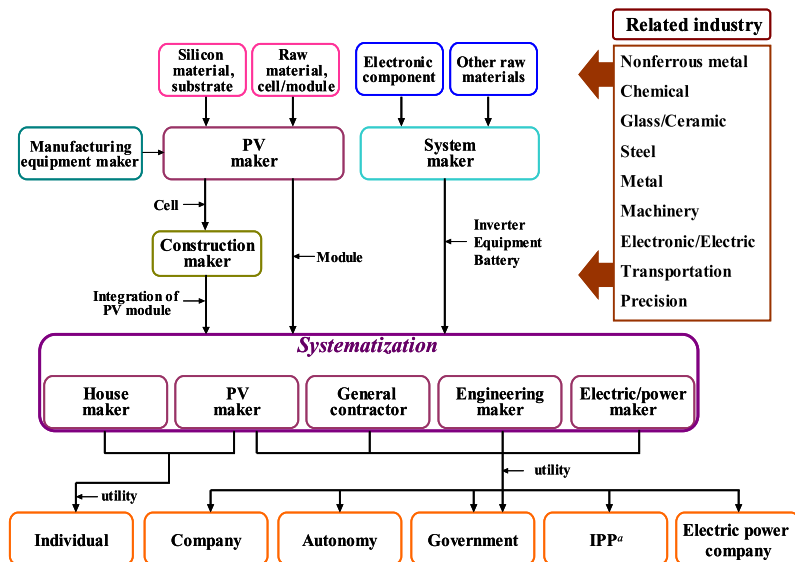 Related industry
Silicon
material,
substrate
Raw
material,
cell/module
Electronic
component
Other raw
materials
Nonferrous metal
Chemical
Glass/Ceramic
Steel
Metal
Machinery
Electronic/Electric
Transportation
Precision
Manufacturing
equipment maker
PV
maker
System
maker
Cell
Construction
maker
Module
Inverter
Equipment
Battery
Integration of
PV module
Systematization
House
maker
PV
maker
General
contractor
Engineering
maker
Electric/power
maker
utility
utility
Individual
Company
Autonomy
Government
IPPa
Electric power
company